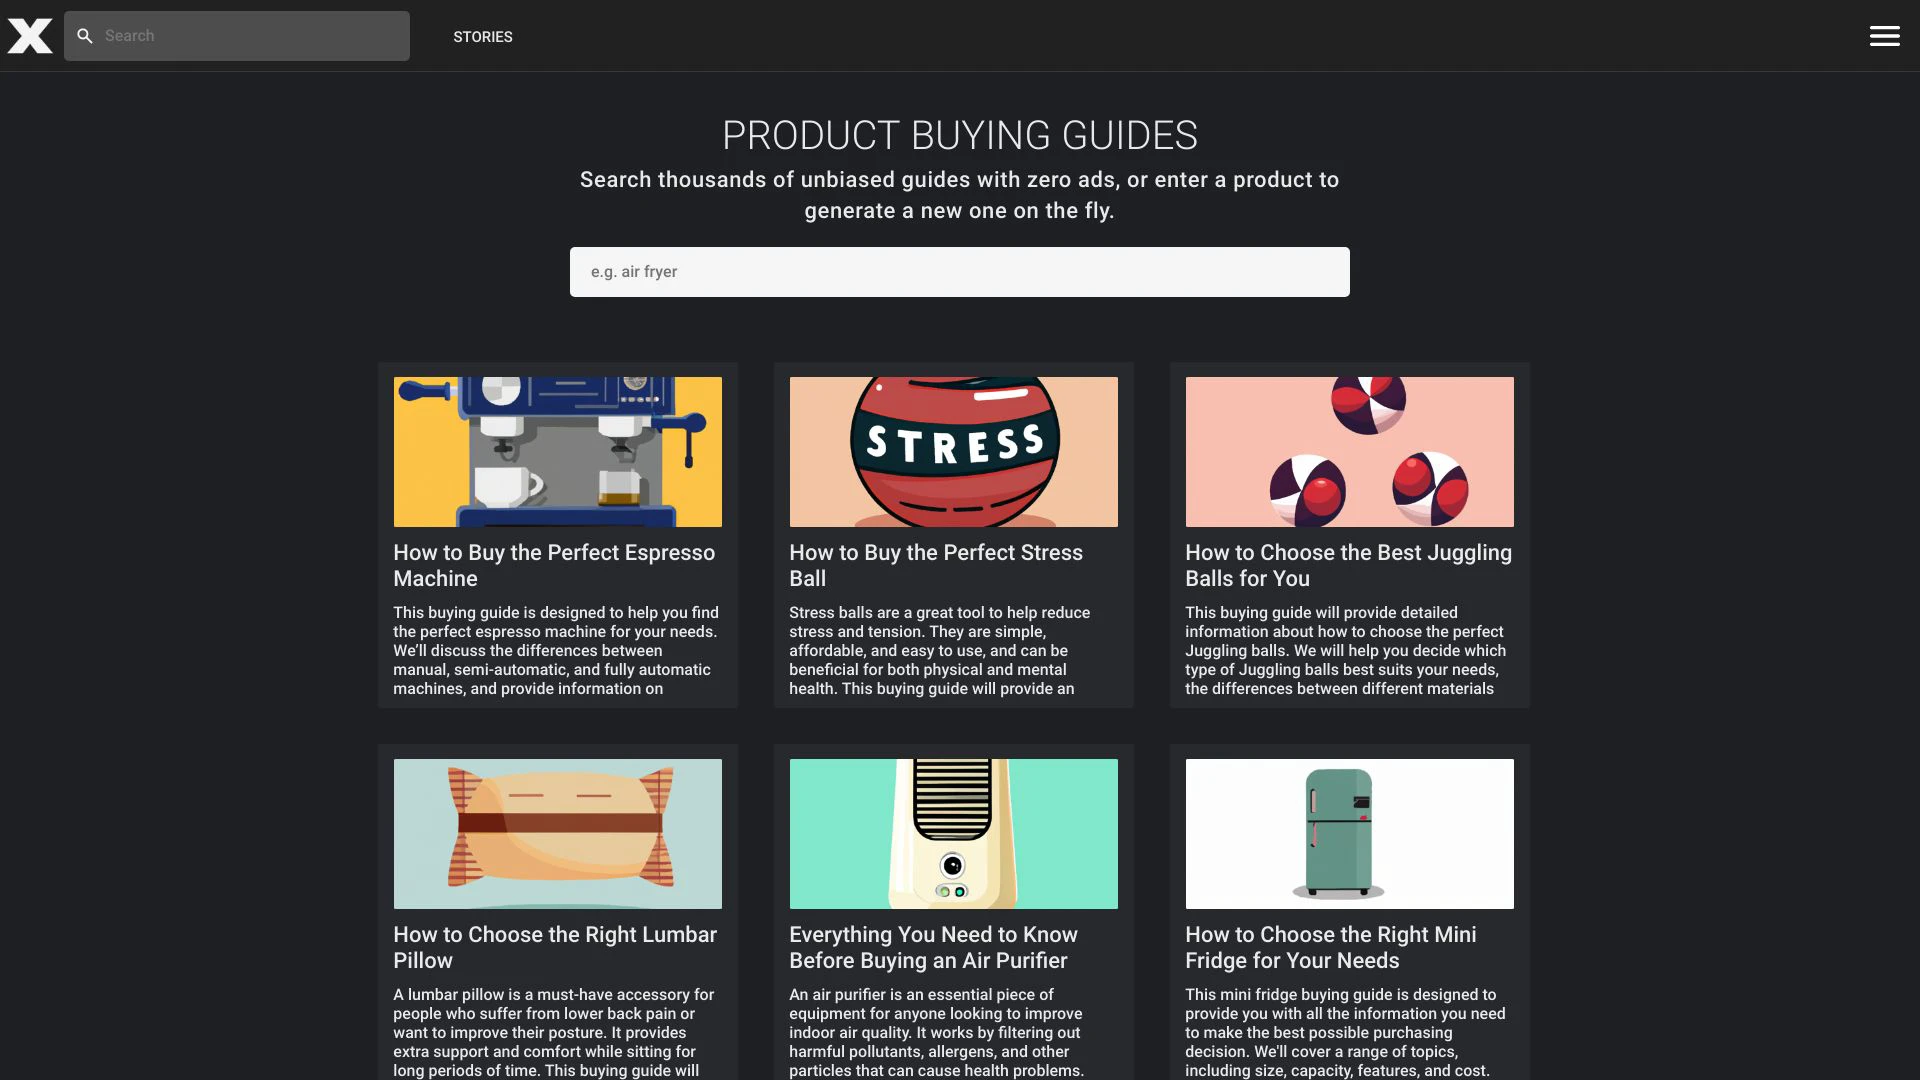 X
Search
STORIES
PRODUCT BUYING GUIDES
Search thousands of unbiased guides with zero ads, or enter a product to
generate a new one on the fly.
e.g. air fryer
STRESS
How to Buy the Perfect Espresso
Machine
This buying guide is designed to help you find
the perfect espresso machine for your needs.
We’ll discuss the differences between
manual, semi-automatic, and fully automatic
machines, and provide information on
How to Buy the Perfect Stress
Ball
Stress balls are a great tool to help reduce
stress and tension. They are simple,
affordable, and easy to use, and can be
beneficial for both physical and mental
health. This buying guide will provide an
How to Choose the Best Juggling
Balls for You
This buying guide will provide detailed
information about how to choose the perfect
Juggling balls. We will help you decide which
type of Juggling balls best suits your needs,
the differences between different materials
How to Choose the Right Lumbar
Pillow
A lumbar pillow is a must-have accessory for
people who suffer from lower back pain or
want to improve their posture. It provides
extra support and comfort while sitting for
long periods of time. This buying guide will
Everything You Need to Know
Before Buying an Air Purifier
An air purifier is an essential piece of
equipment for anyone looking to improve
indoor air quality. It works by filtering out
harmful pollutants, allergens, and other
particles that can cause health problems.
How to Choose the Right Mini
Fridge for Your Needs
This mini fridge buying guide is designed to
provide you with all the information you need
to make the best possible purchasing
decision. We'll cover a range of topics,
including size, capacity, features, and cost.